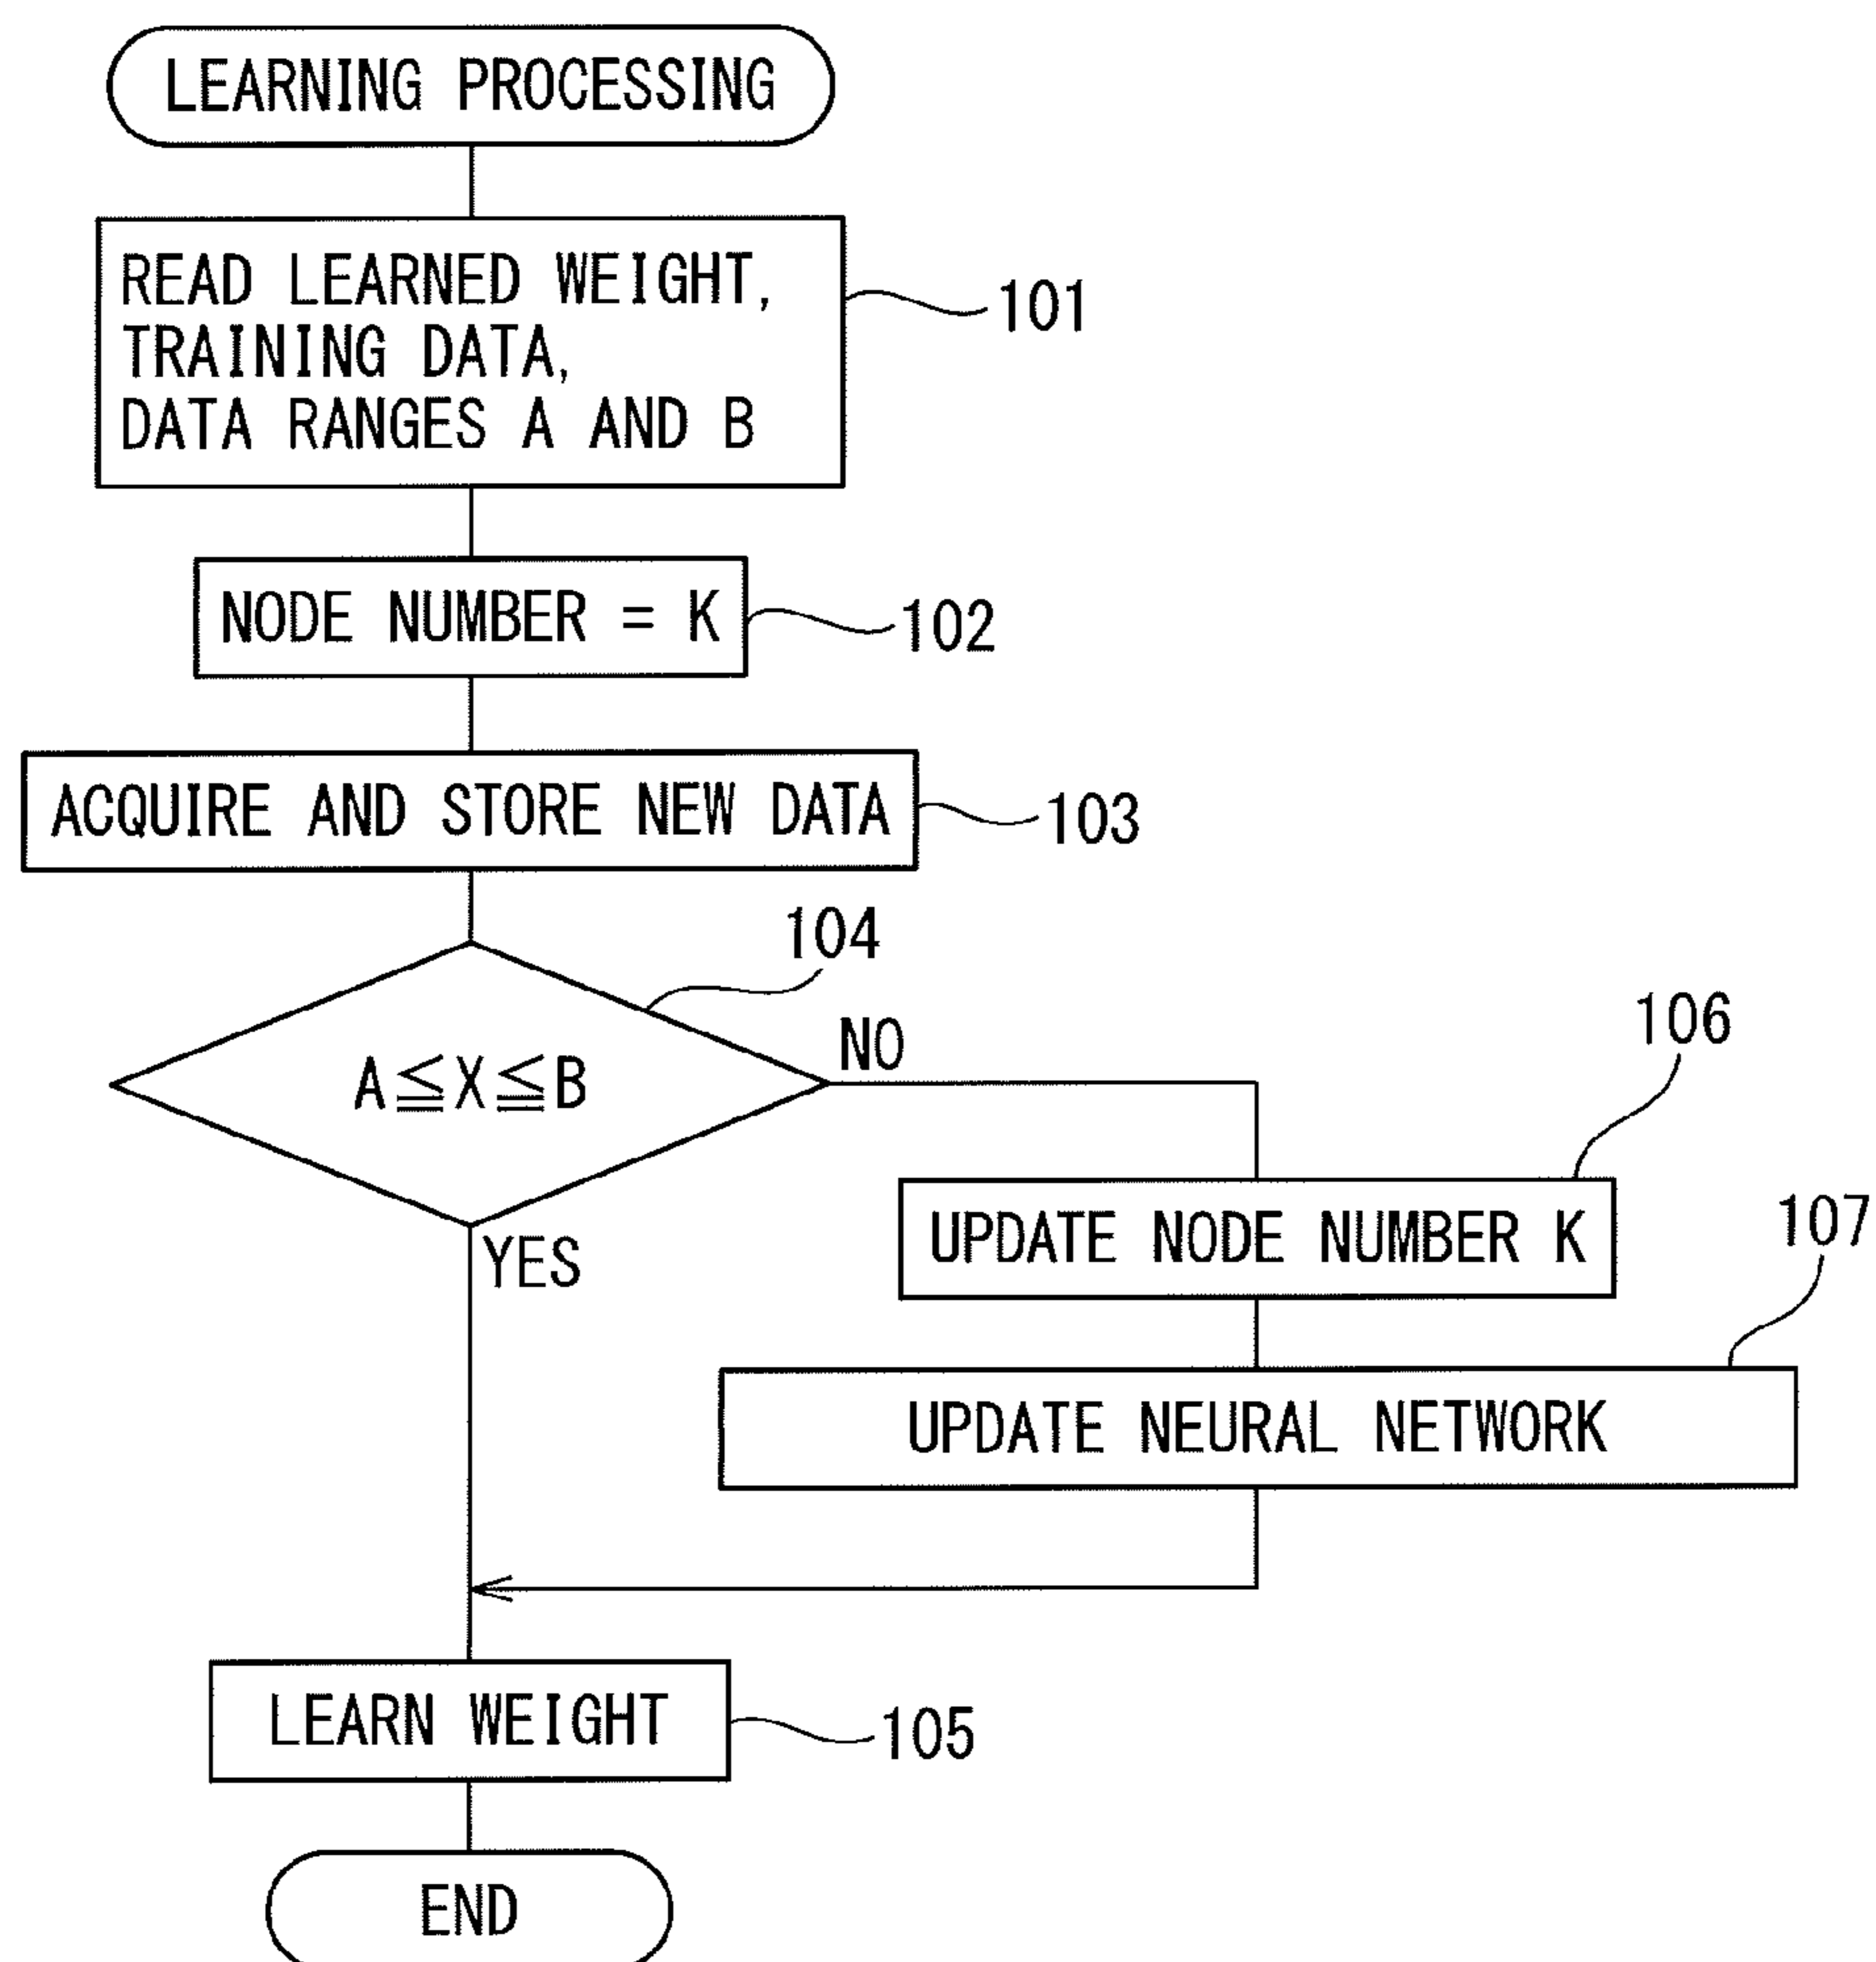 LEARNING PROCESSING
READ LEARNED WEIGHT,
TRAINING DATA,
DATA RANGES A AND B
101
NODE NUMBER = K
102
ACQUIRE AND STORE NEW DATA
103
104
A≦X≦B
NO
YES
106
UPDATE NODE NUMBER K
107
UPDATE NEURAL NETWORK
LEARN WEIGHT
105
END